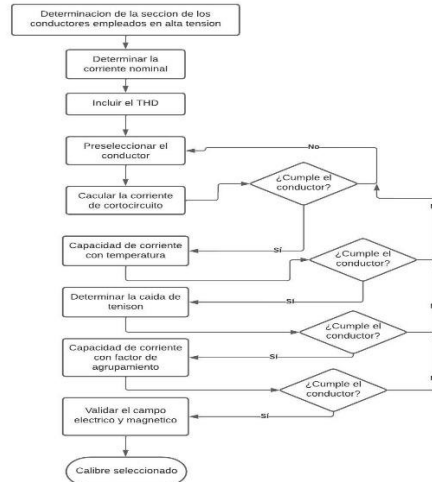 Determinacion de la seccion de los
conductores empleados en alta tension
Determinar la
corriente nominal
Incluir el THD
Preseleccionar el
conductor
No
Cacular la corriente
de cortocircuito
¿Cumple el
conductor?
Sí
Capacidad de corriente
con temperatura
¿Cumple el
conductor?
Sí
Determinar la caida de
tenison
¿Cumple el
conductor?
Sí
Capacidad de corriente
con factor de
agrupamiento
¿Cumple el
conductor?
Sí
Validar el campo
electrico y magnetico
Calibre seleccionado